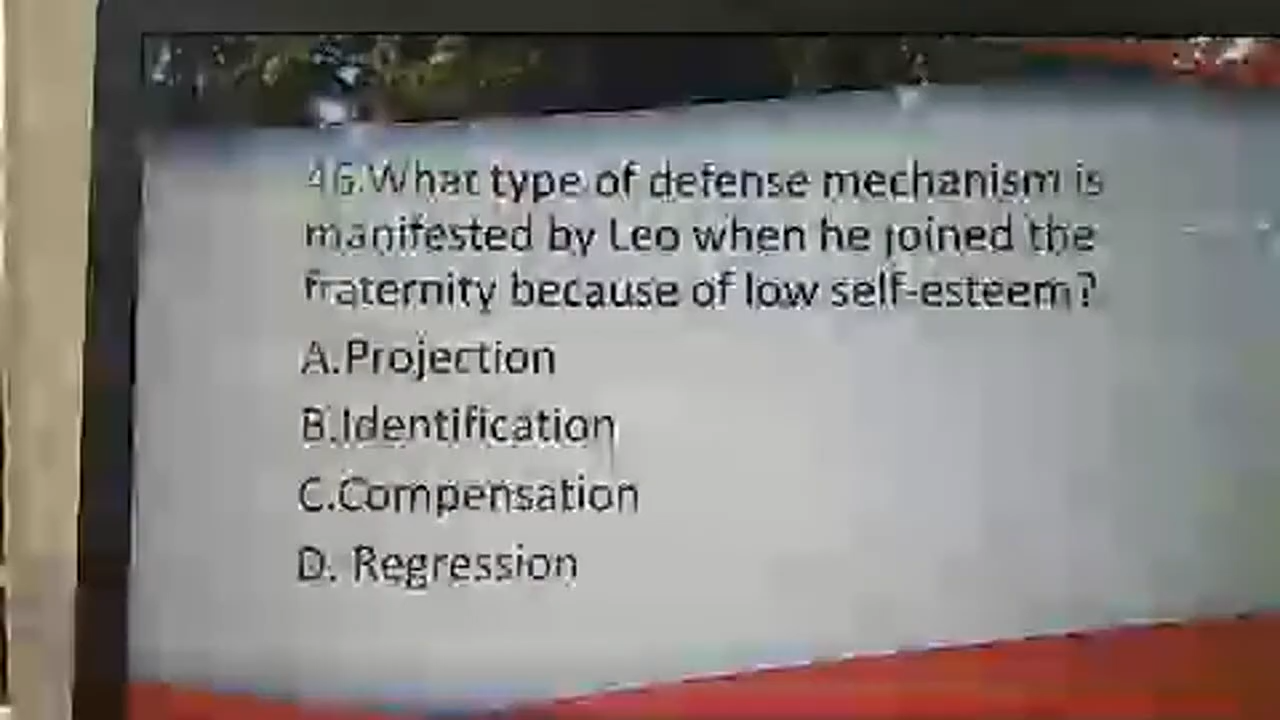 46.What type of defense mechanism is
manifested by Leo when he joined the
fraternity because of low self-esteem?
A.Projection
B.Identification
C.Compensation
D. Regression